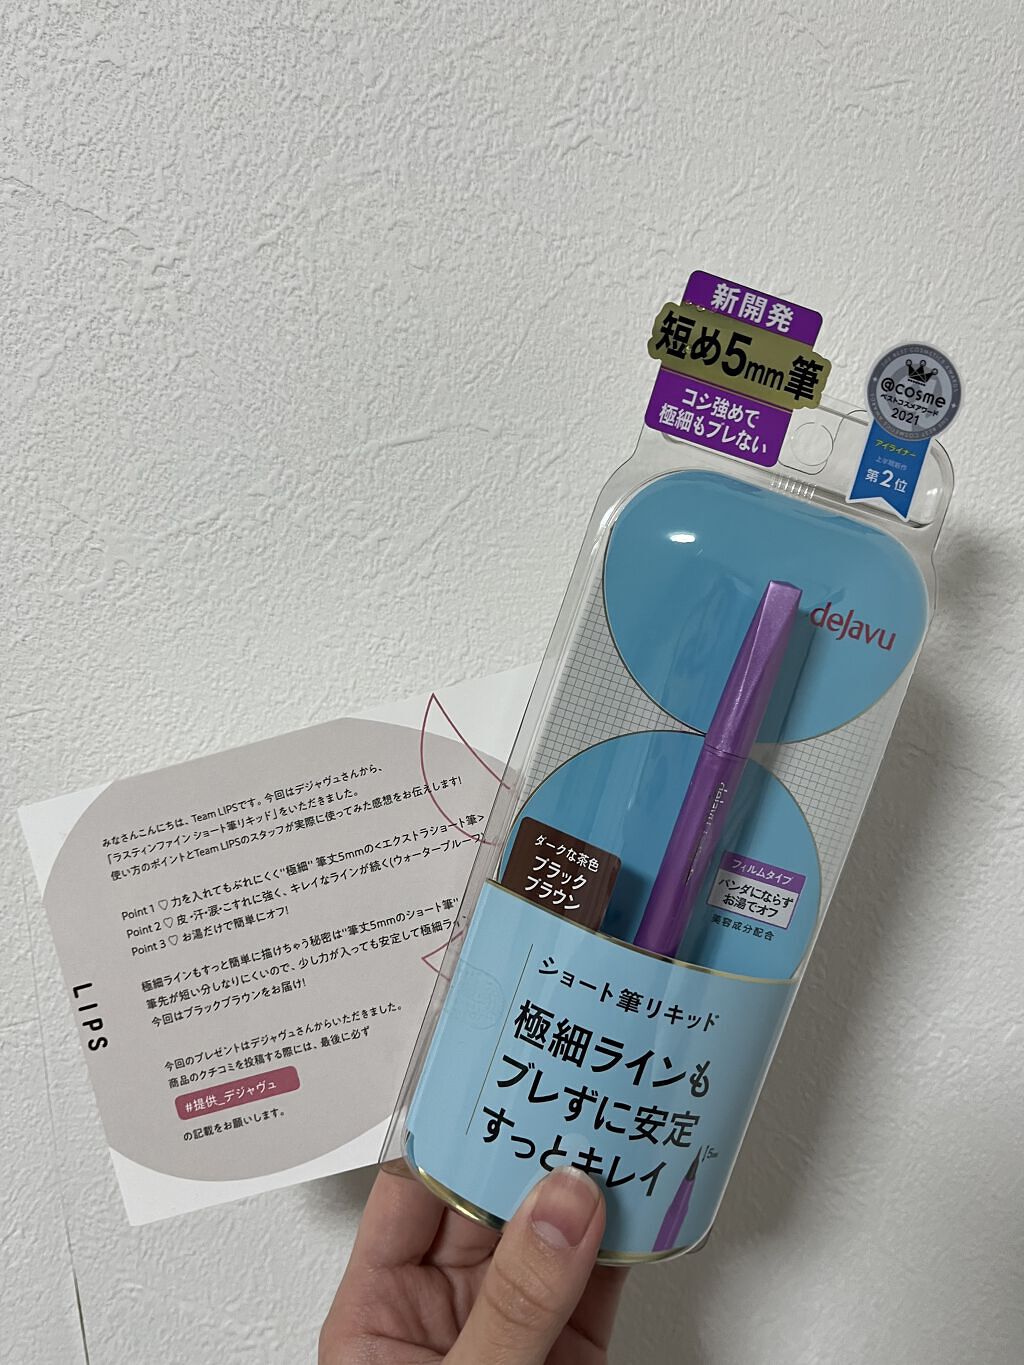 新開発
短め5mm筆
コシ強めで
極細もブレない
@cosme
ベストコスメアワード
2021
アイライナー
上半期新作
第2位
dejavu
ダークな茶色
ブラック
ブラウン
フィルムタイプ
パンダにならず
お湯でオフ
美容成分配合
ショート筆リキッド
極細ラインも
ブレずに安定
すっとキレイ
5mm
みなさんこんにちは、Team LIPSです。今回はデジャヴュさんから、
「ラスティンファイン ショート筆リキッド」をいただきました。
使い方のポイントとTeam LIPSのスタッフが実際に使ってみた感想をお伝えします!
Point 1 ♡ 力を入れてもぶれにくく"極細" 筆丈5mmの<エクストラショート筆>
Point 2 ♡ 皮・汗・涙・こすれに強く、キレイなラインが続く(ウォータープルーフ)
Point 3 ♡ お湯だけで簡単にオフ!
極細ラインもすっと簡単に描けちゃう秘密は"筆丈5mmのショート筆"
筆先が短い分しなりにくいので、少し力が入っても安定して極細ラ
今回はブラックブラウンをお届け!
LIPS
今回のプレゼントはデジャヴュさんからいただきました。
商品のクチコミを投稿する際には、最後に必ず
#提供_デジャヴュ
の記載をお願いします。